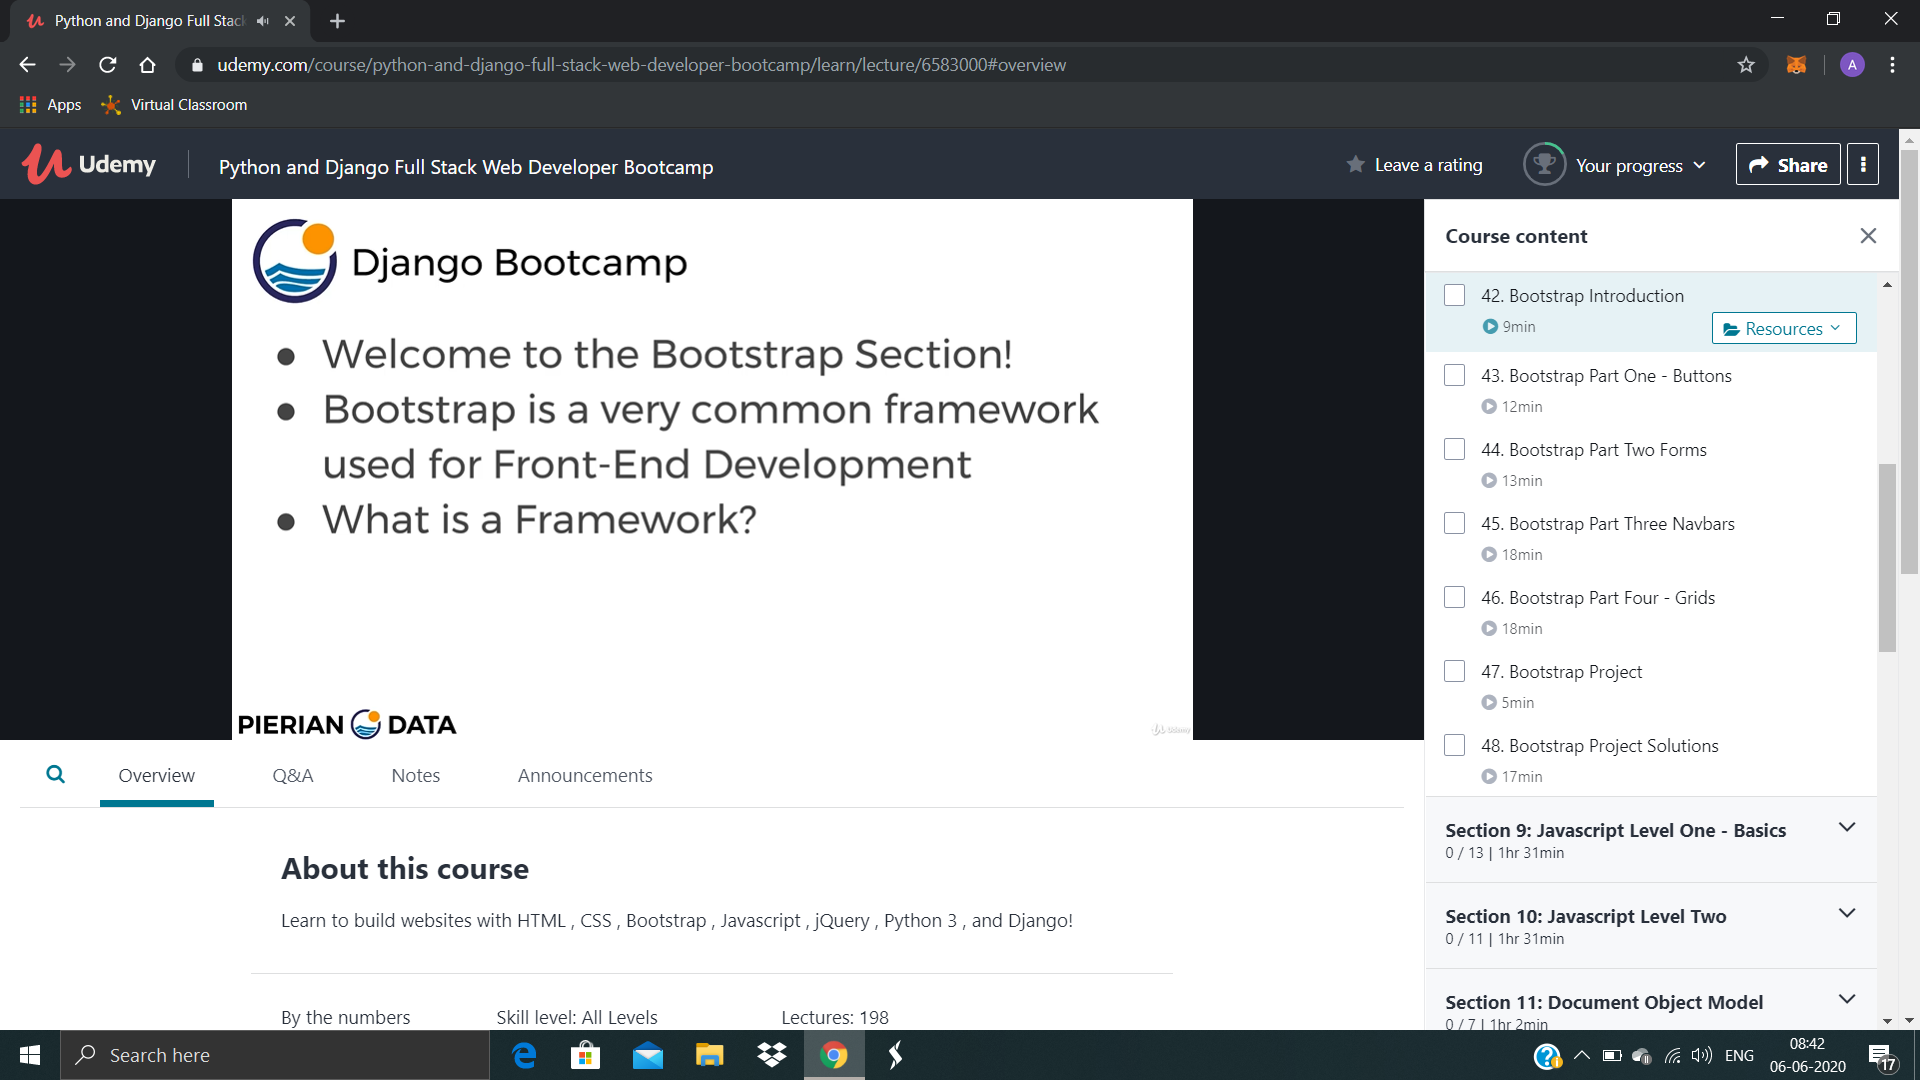 Python and Django Full Stac
udemy.com/course/python-and-django-full-stack-web-developer-bootcamp/learn/lecture/6583000#overview
A
Apps
Virtual Classroom
Udemy
Python and Django Full Stack Web Developer Bootcamp
Leave a rating
Your progress
Share
Django Bootcamp
● Welcome to the Bootstrap Section!
● Bootstrap is a very common framework
used for Front-End Development
● What is a Framework?
PIERIAN DATA
Udemy
Course content
42. Bootstrap Introduction
9min
Resources
43. Bootstrap Part One - Buttons
12min
44. Bootstrap Part Two Forms
13min
45. Bootstrap Part Three Navbars
18min
46. Bootstrap Part Four - Grids
18min
47. Bootstrap Project
5min
48. Bootstrap Project Solutions
17min
Section 9: Javascript Level One - Basics
0 / 13 | 1hr 31min
Section 10: Javascript Level Two
0 / 11 | 1hr 31min
Section 11: Document Object Model
0 / 7 | 1hr 2min
Overview
Q&A
Notes
Announcements
About this course
Learn to build websites with HTML , CSS , Bootstrap , Javascript , jQuery , Python 3 , and Django!
By the numbers
Skill level: All Levels
Lectures: 198
Search here
ENG
08:42
06-06-2020
17